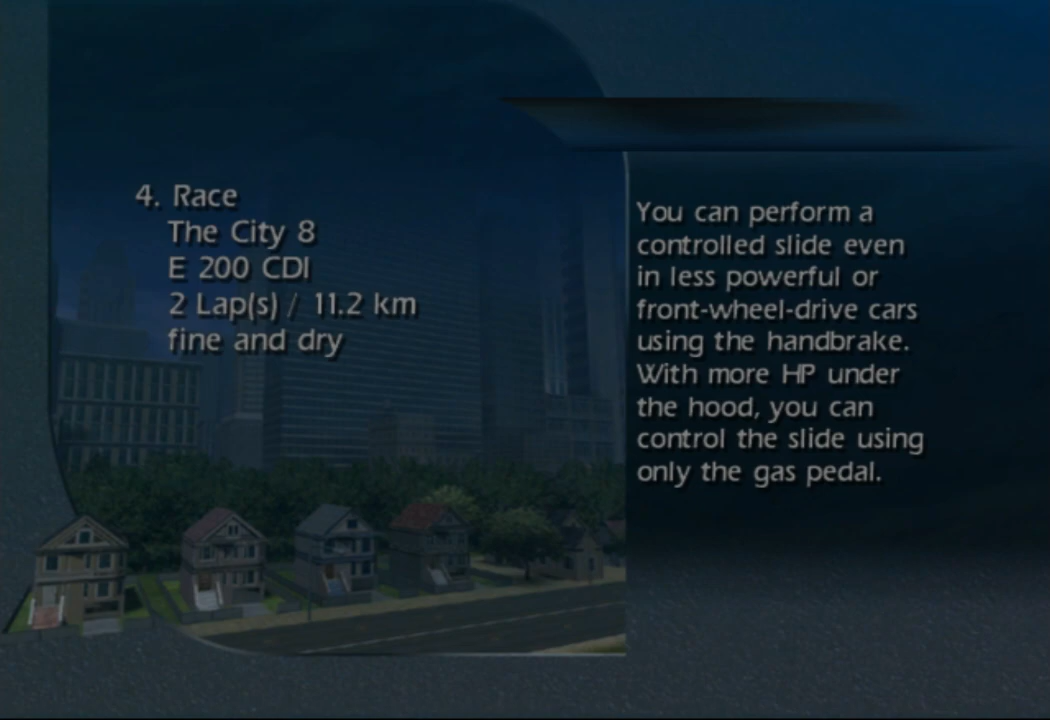 4. Race
The City 8
E 200 CDI
2 Lap(s) / 11.2 km
fine and dry
You can perform a
controlled slide even
in less powerful or
front-wheel-drive cars
using the handbrake.
With more HP under
the hood, you can
control the slide using
only the gas pedal.